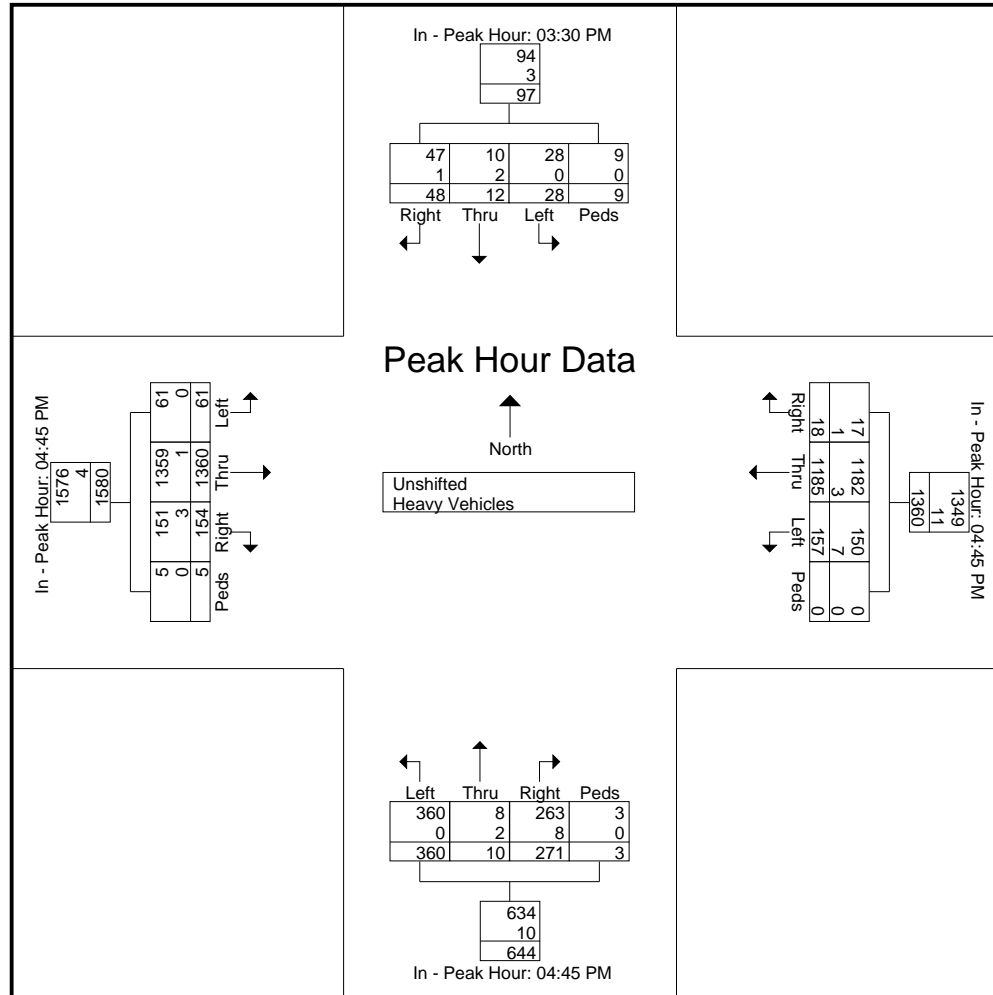 In - Peak Hour: 03:30 PM
94
3
97
47 10 28 9
1 2 0 0
48 12 28 9
Right Thru Left Peds
Peak Hour Data
North
Unshifted
Heavy Vehicles
In - Peak Hour: 04:45 PM
1576
4
1580
61 1359 151 5
0 1 3 0
61 1360 154 5
Left Thru Right Peds
In - Peak Hour: 04:45 PM
1349
11
1360
17 1182 150 0
1 3 7 0
18 1185 157 0
Right Thru Left Peds
Left Thru Right Peds
360 8 263 3
0 2 8 0
360 10 271 3
634
10
644
In - Peak Hour: 04:45 PM